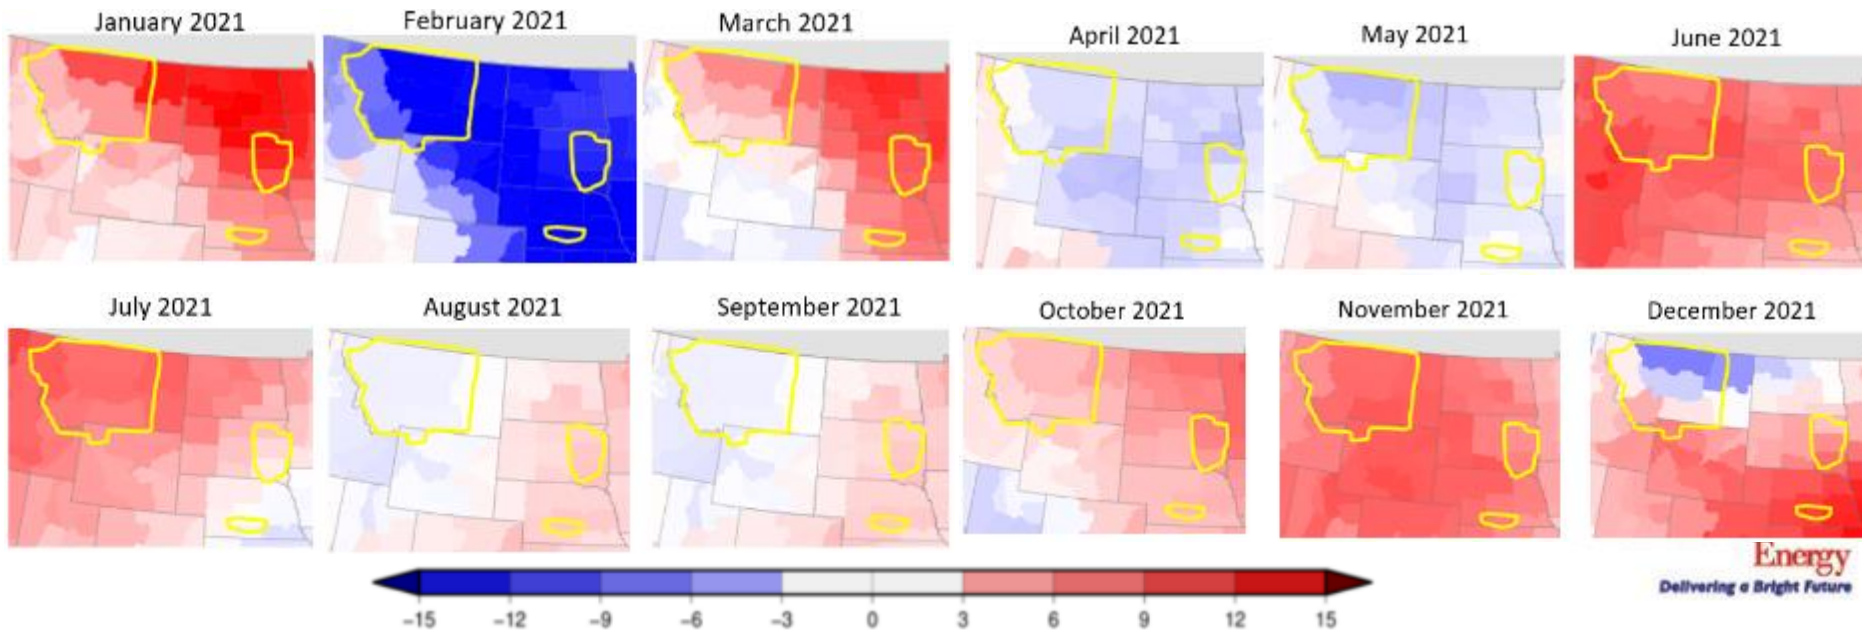 January 2021
February 2021
March 2021
April 2021
May 2021
June 2021
July 2021
August 2021
September 2021
October 2021
November 2021
December 2021
Energy
Delivering a Bright Future
−15 −12 −9 −6 −3 0 3 6 9 12 15